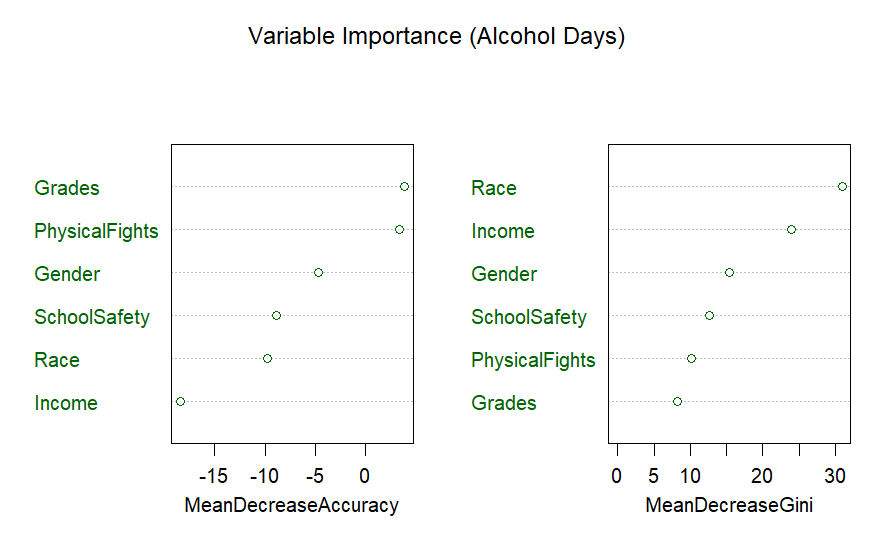 Variable Importance (Alcohol Days)
Grades
PhysicalFights
Gender
SchoolSafety
Race
Income
-15 -10 -5 0
MeanDecreaseAccuracy
Race
Income
Gender
SchoolSafety
PhysicalFights
Grades
0 5 10 20 30
MeanDecreaseGini